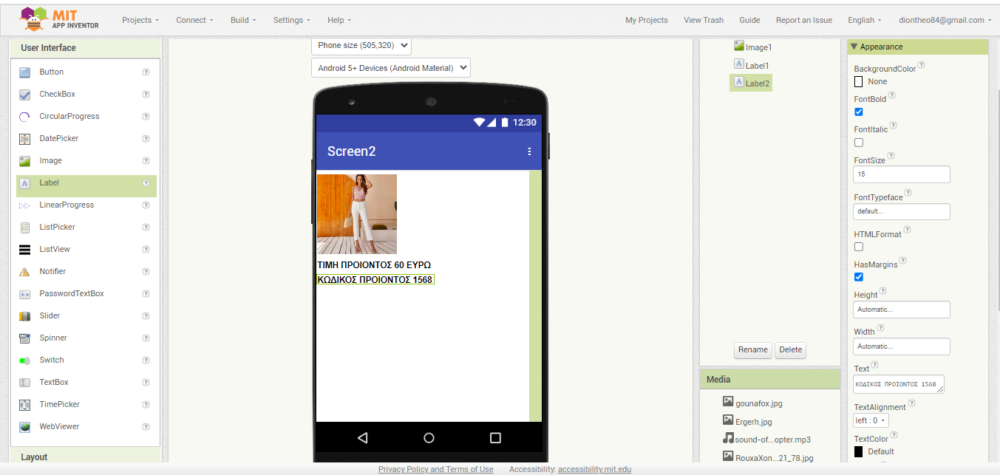 MIT
APP INVENTOR
Projects Connect Build Settings Help My Projects View Trash Guide Report an Issue English diontheo84@gmail.com
User Interface
Button
CheckBox
CircularProgress
DatePicker
Image
Label
LinearProgress
ListPicker
ListView
Notifier
PasswordTextBox
Slider
Spinner
Switch
TextBox
TimePicker
WebViewer
Layout
Phone size (505,320)
Android 5+ Devices (Android Material)
12:30
Screen2
ΤΙΜΗ ΠΡΟΙΟΝΤΟΣ 60 ΕΥΡΩ
ΚΩΔΙΚΟΣ ΠΡΟΙΟΝΤΟΣ 1568
Image1
Label1
Label2
Rename Delete
Media
gounafox.jpg
Ergerh.jpg
sound-of...opter.mp3
RouxaXon...21_78.jpg
Appearance
BackgroundColor
None
FontBold
FontItalic
FontSize
15
FontTypeface
default...
HTMLFormat
HasMargins
Height
Automatic...
Width
Automatic...
Text
ΚΩΔΙΚΟΣ ΠΡΟΙΟΝΤΟΣ 1568
TextAlignment
left : 0
TextColor
Default
Privacy Policy and Terms of Use Accessibility: accessibility.mit.edu